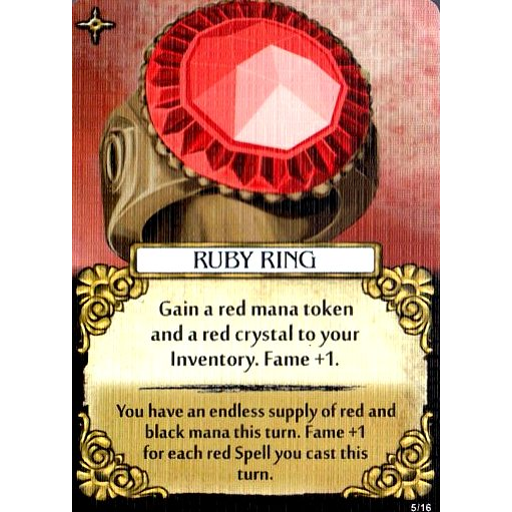 RUBY RING
Gain a red mana token
and a red crystal to your
Inventory. Fame +1.
You have an endless supply of red and
black mana this turn. Fame +1
for each red Spell you cast this
turn.
5/16